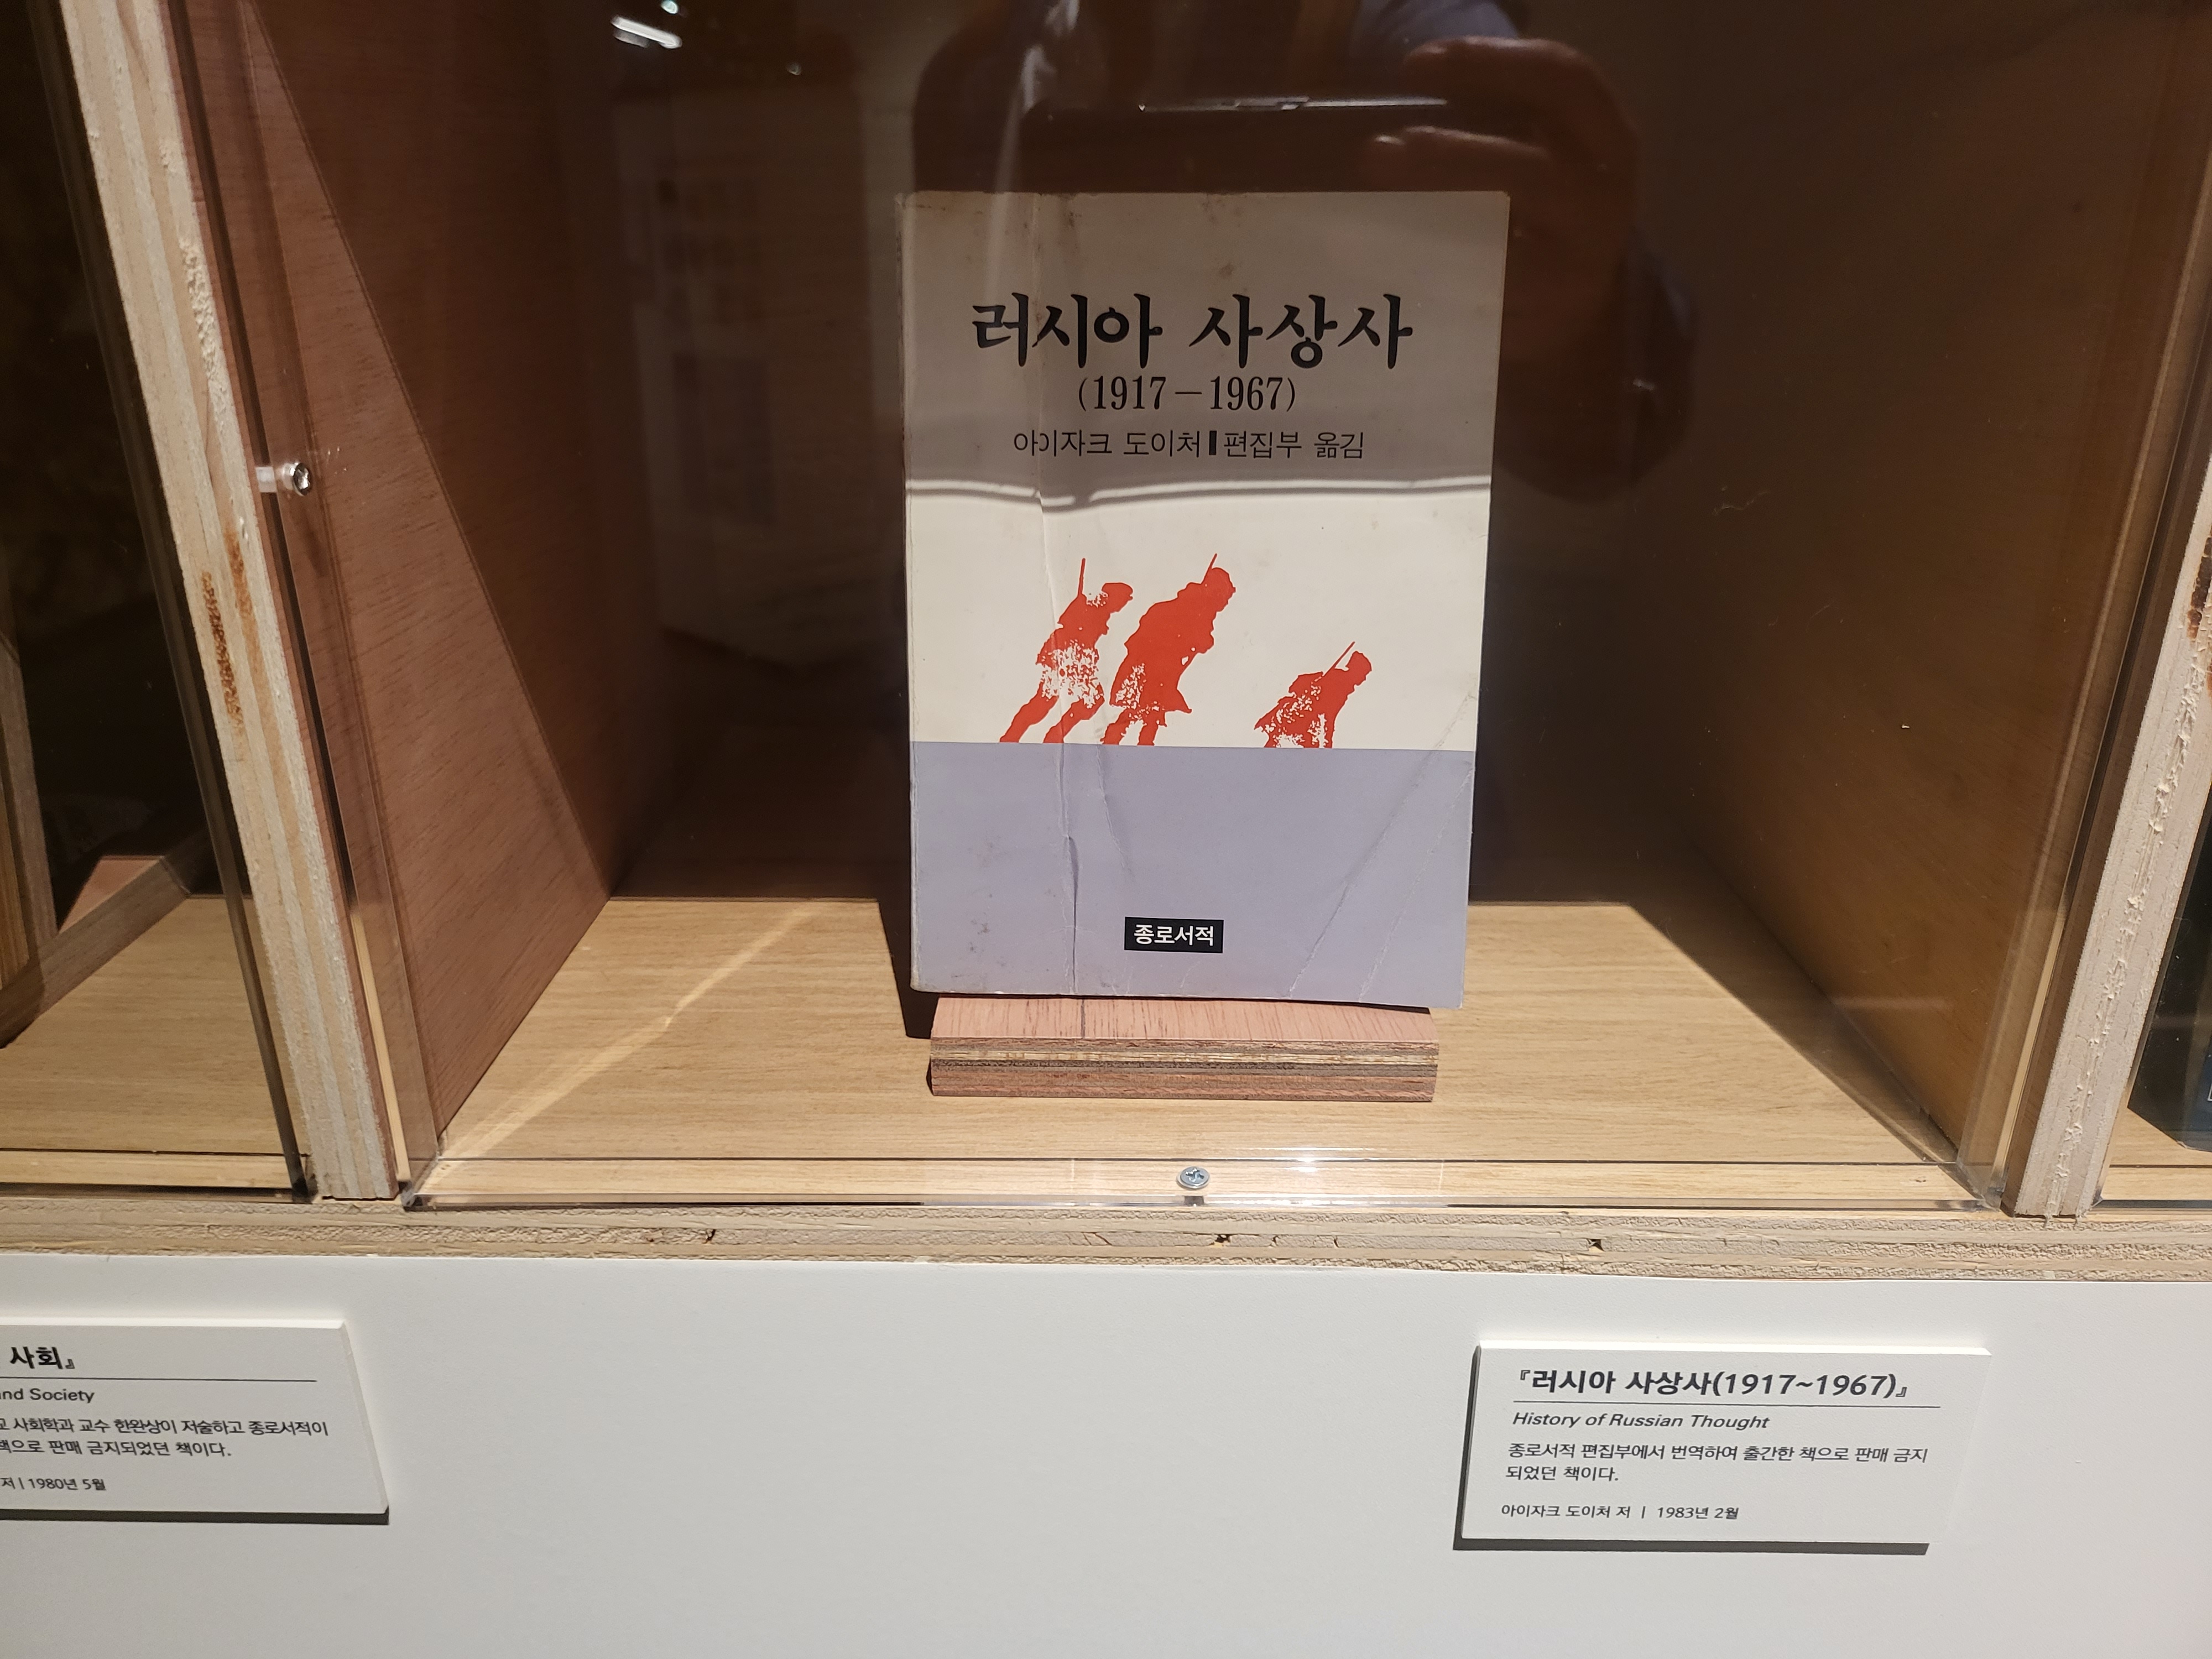 러시아 사상사
(1917-1967)
아이자크 도이처 ▌편집부 옮김
종로서적
사회』
and Society
교 사회학과 교수 한완상이 저술하고 종로서적이
책으로 판매 금지되었던 책이다.
저 | 1980년 5월
『러시아 사상사(1917~1967)』
History of Russian Thought
종로서적 편집부에서 번역하여 출간한 책으로 판매 금지
되었던 책이다.
아이자크 도이처 저 | 1983년 2월